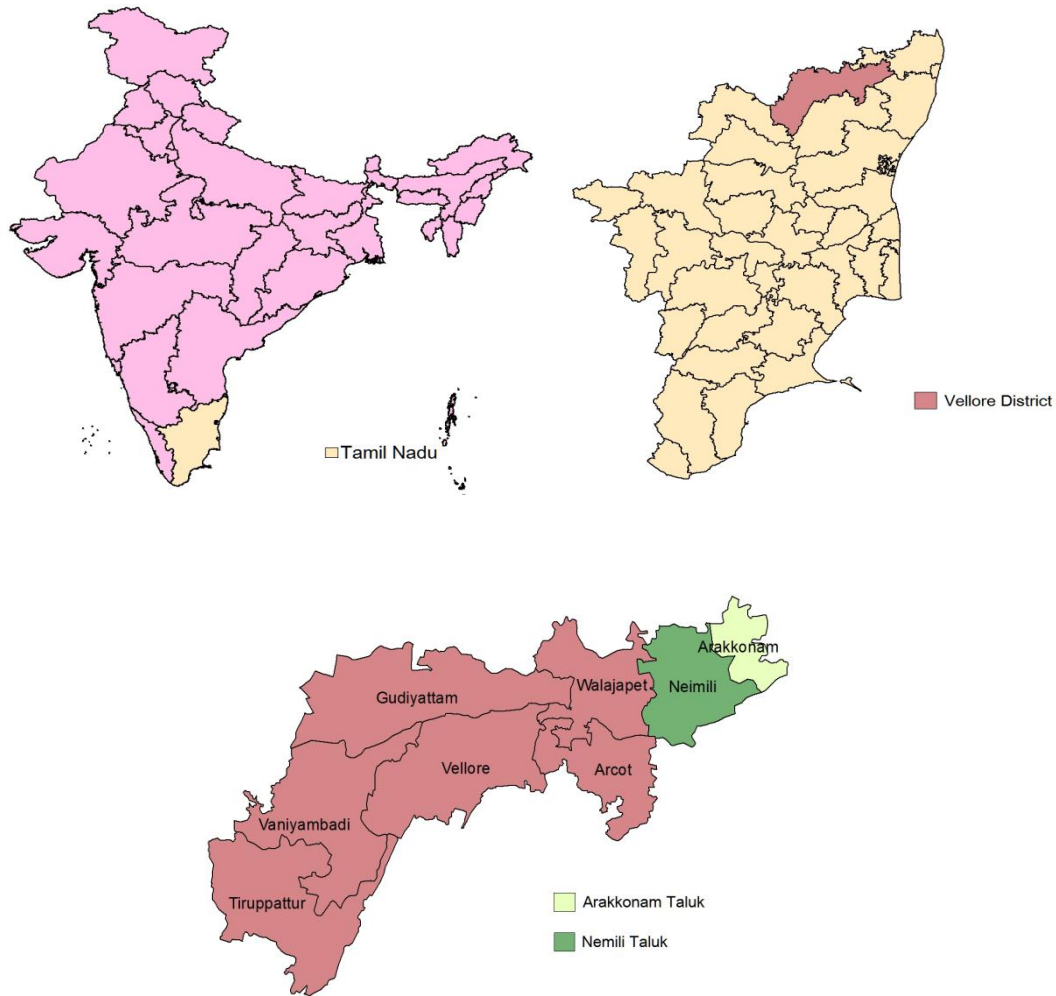 Tamil Nadu
Vellore District
Arakkonam
Neimili
Walajapet
Gudiyattam
Vellore
Arcot
Vaniyambadi
Tiruppattur
Arakkonam Taluk
Nemili Taluk